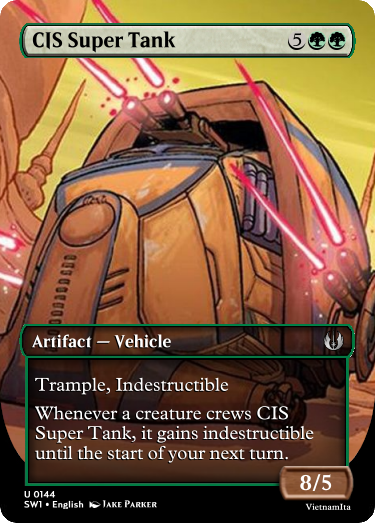 CIS Super Tank 5
Artifact — Vehicle
Trample, Indestructible
Whenever a creature crews CIS
Super Tank, it gains indestructible
until the start of your next turn.
8/5
U 0144
SW1 • English JAKE PARKER
VietnamIta